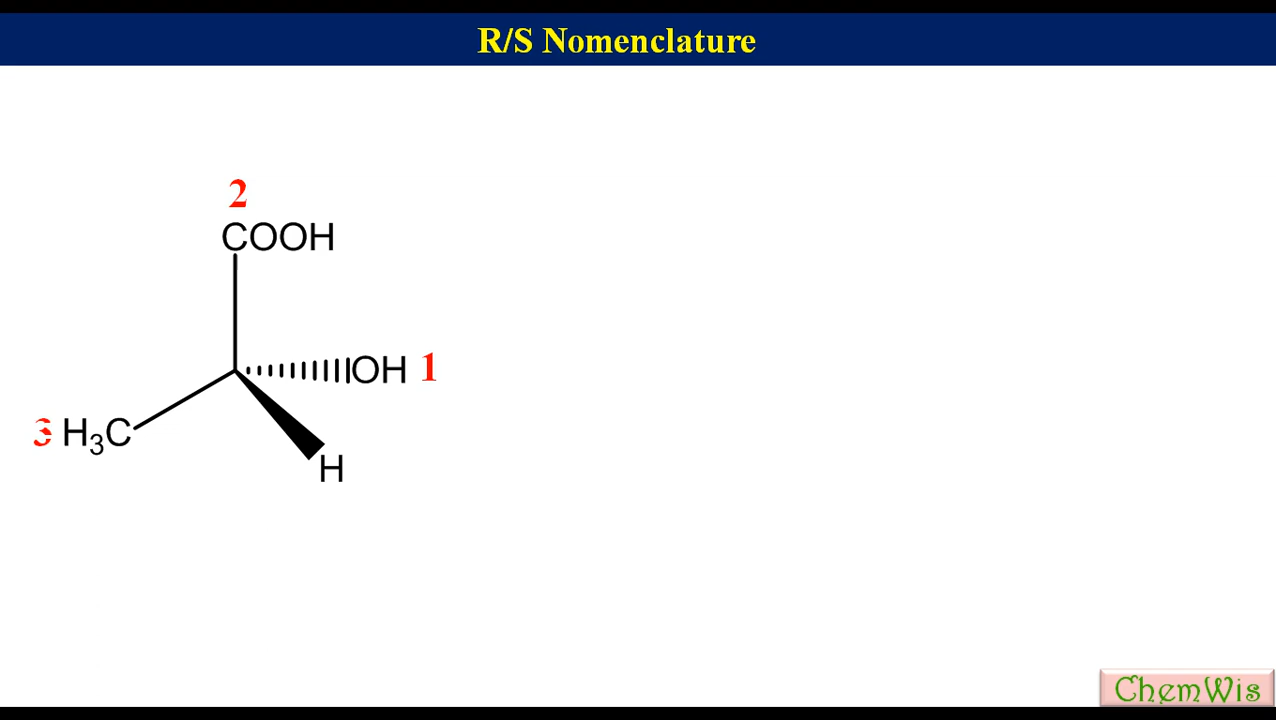 R/S Nomenclature
2
COOH
OH 1
3 H₃C
H
ChemWis